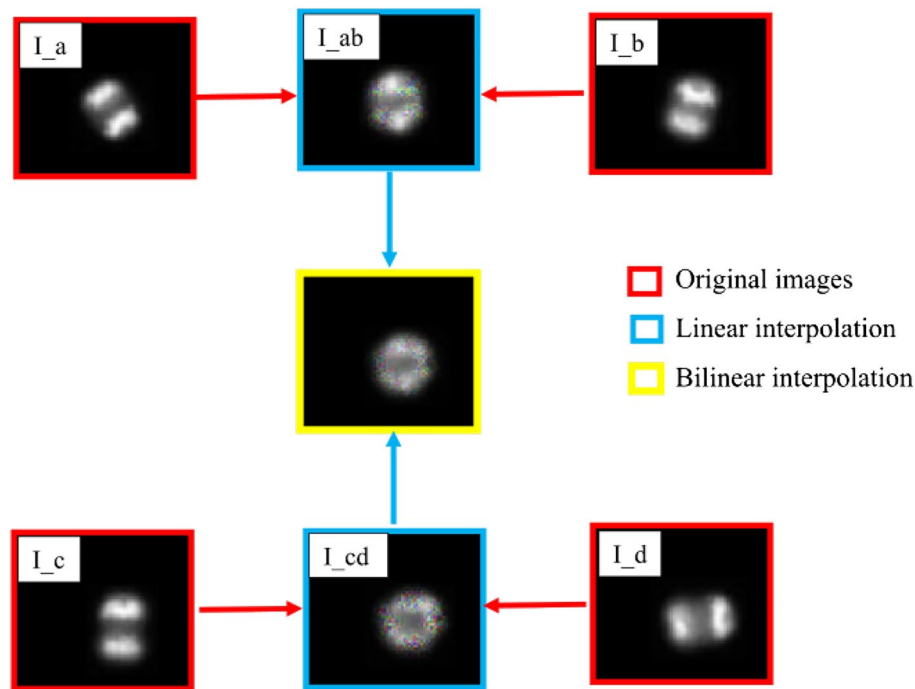 I_a
I_ab
I_b
Original images
Linear interpolation
Bilinear interpolation
I_c
I_cd
I_d